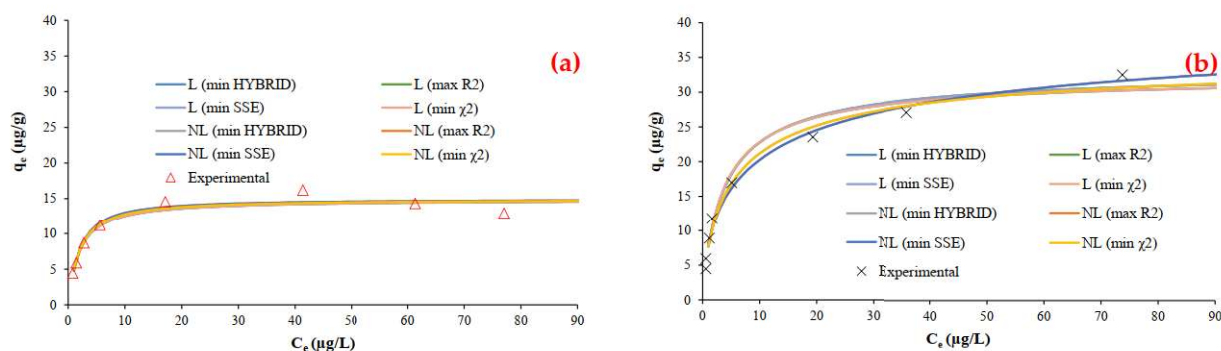 (a)
40
35
30
25
20
15
10
5
0
qe (µg/g)
L (min HYBRID)
L (max R2)
L (min SSE)
L (min χ2)
NL (min HYBRID)
NL (max R2)
NL (min SSE)
NL (min χ2)
Experimental
0 10 20 30 40 50 60 70 80 90
Ce (µg/L)
(b)
40
35
30
25
20
15
10
5
0
qe (µg/g)
L (min HYBRID)
L (max R2)
L (min SSE)
L (min χ2)
NL (min HYBRID)
NL (max R2)
NL (min SSE)
NL (min χ2)
Experimental
0 10 20 30 40 50 60 70 80 90
Ce (µg/L)